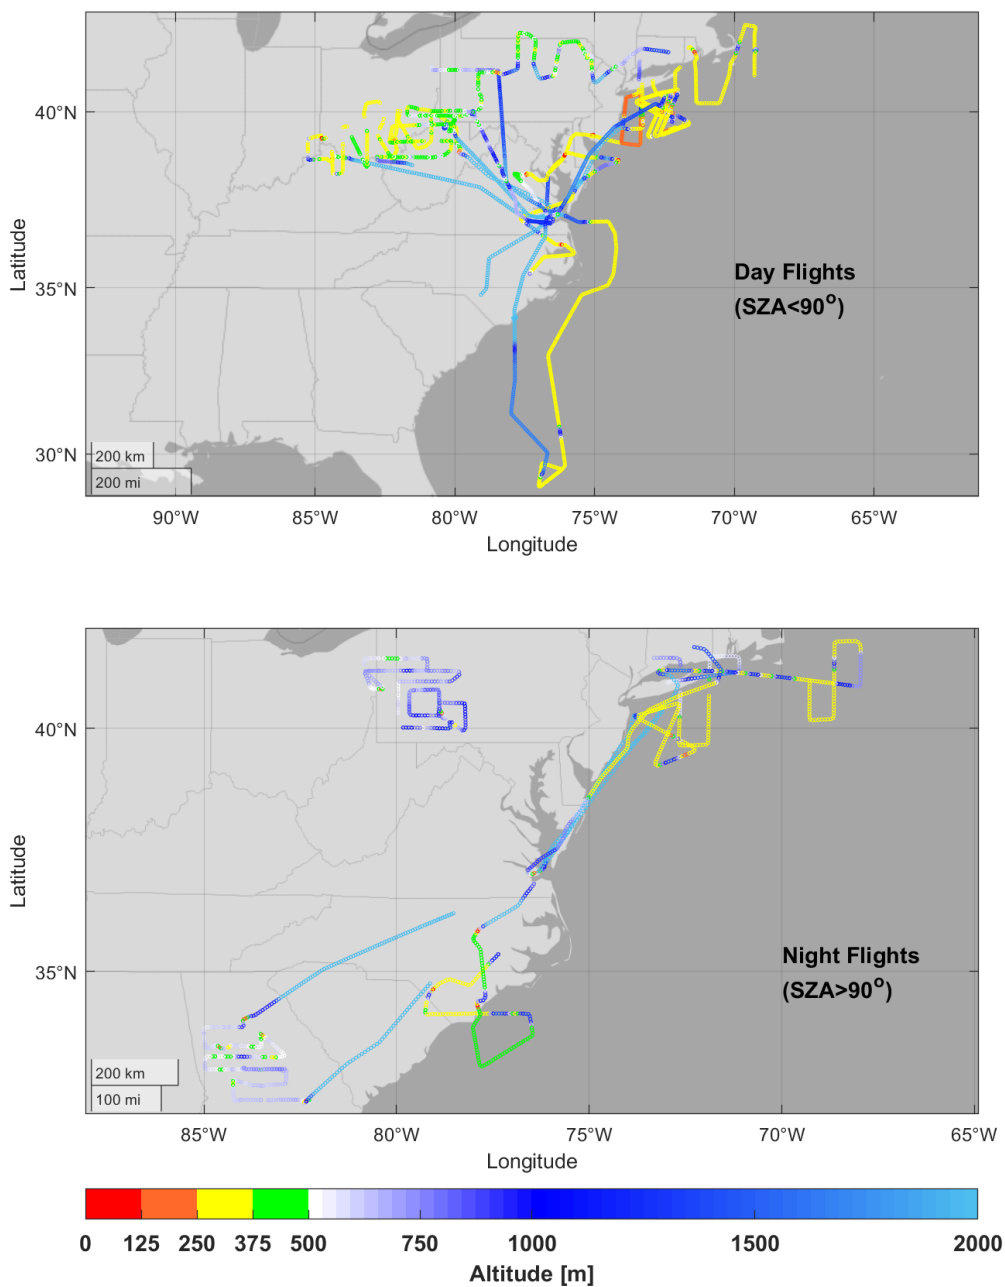 40°N
35°N
30°N
Latitude
Day Flights
(SZA<90°)
200 km
200 mi
90°W 85°W 80°W 75°W 70°W 65°W
Longitude
40°N
35°N
Latitude
Night Flights
(SZA>90°)
200 km
100 mi
85°W 80°W 75°W 70°W 65°W
Longitude
0 125 250 375 500 750 1000 1500 2000
Altitude [m]